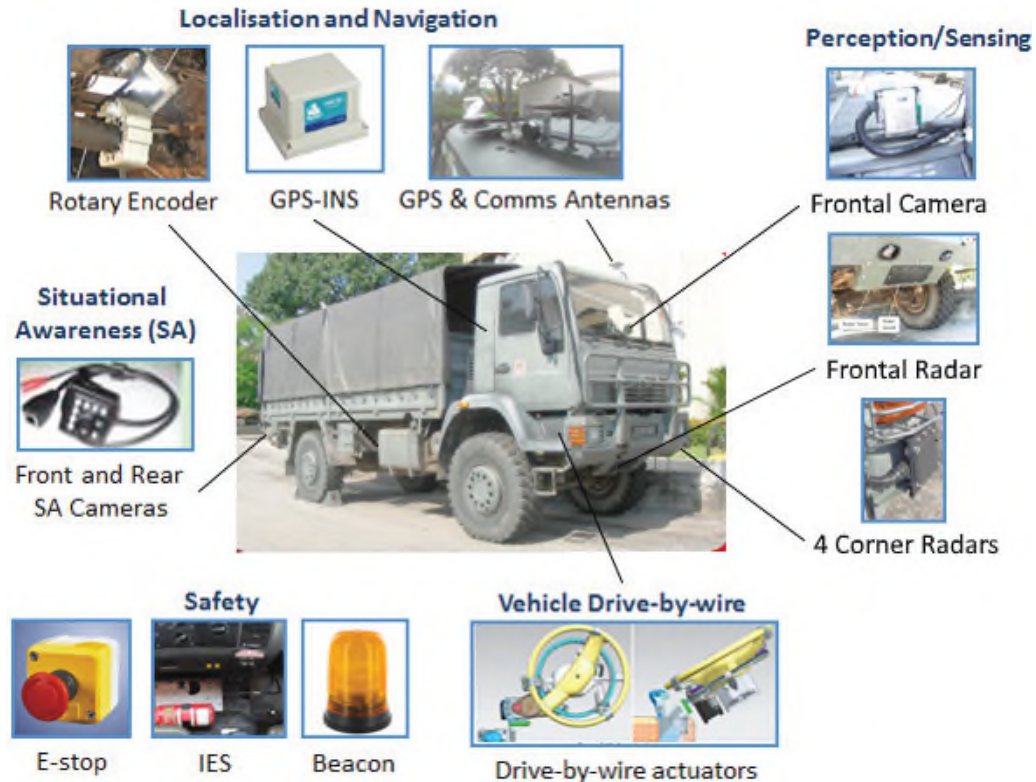 Localisation and Navigation
Perception/Sensing
Rotary Encoder
GPS-INS
GPS & Comms Antennas
Frontal Camera
Situational
Awareness (SA)
Frontal Radar
Front and Rear
SA Cameras
4 Corner Radars
Safety
Vehicle Drive-by-wire
E-stop
IES
Beacon
Drive-by-wire actuators